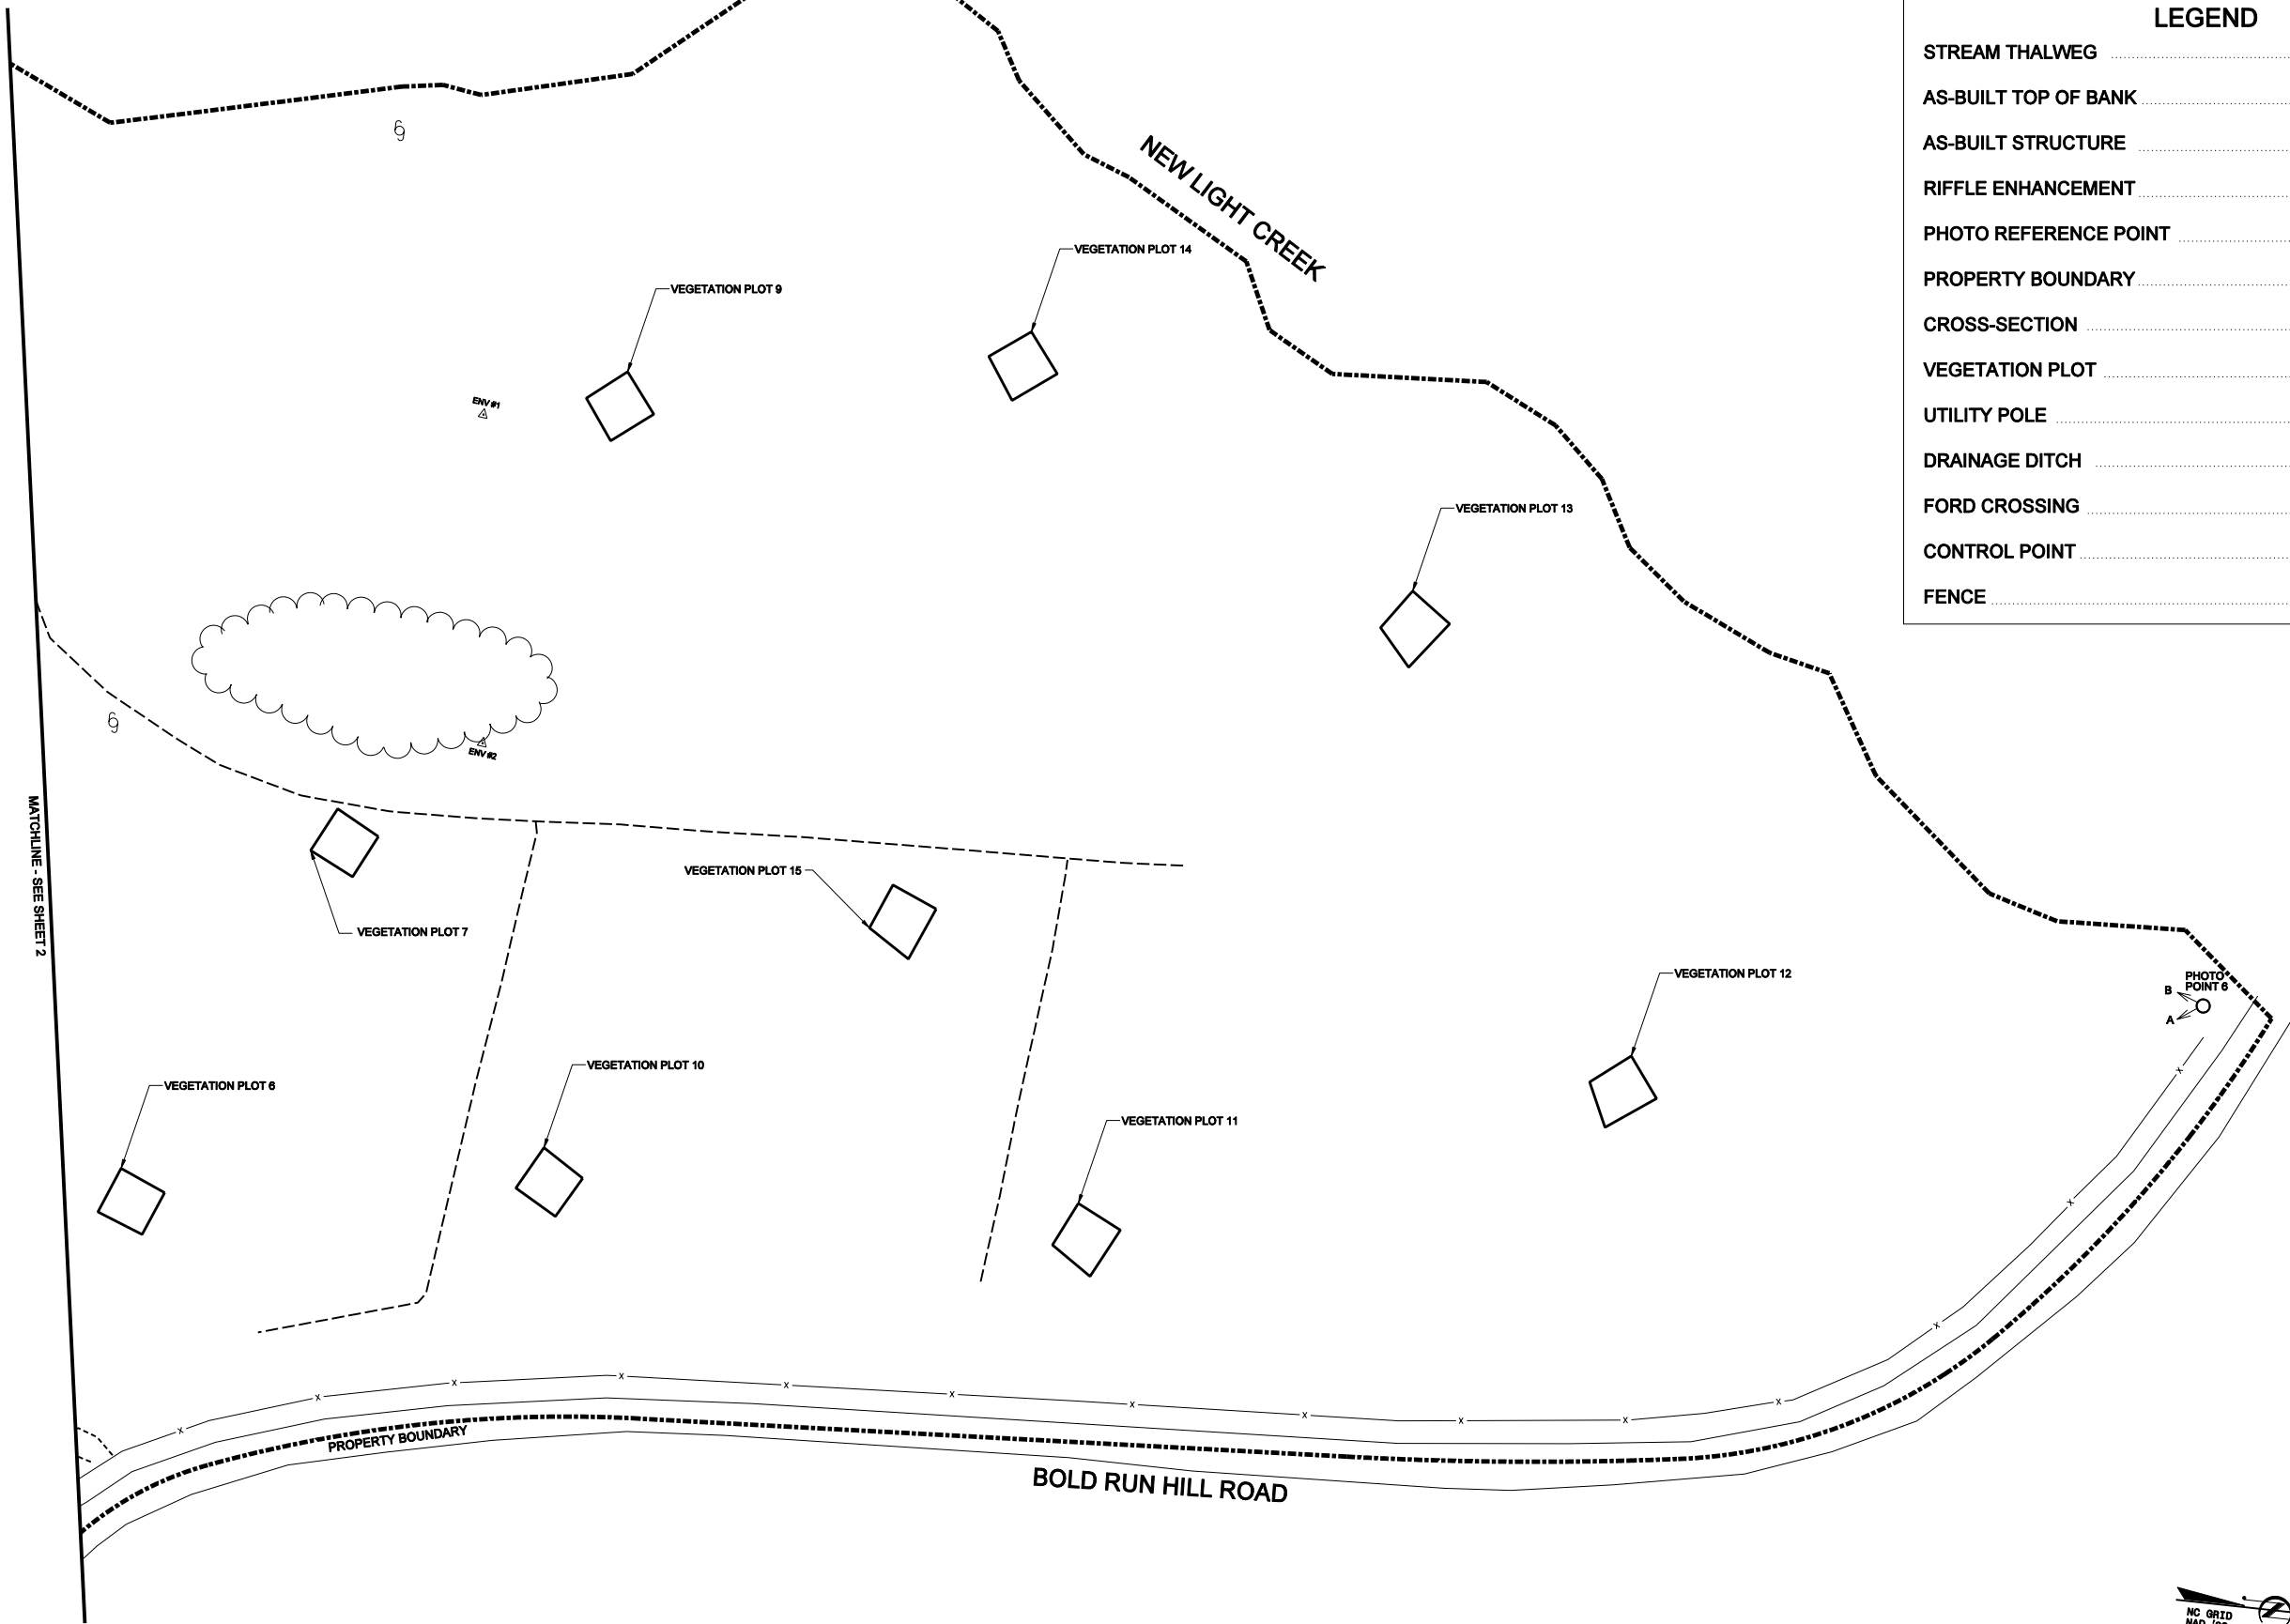 LEGEND
STREAM THALWEG
AS-BUILT TOP OF BANK
AS-BUILT STRUCTURE
RIFFLE ENHANCEMENT
PHOTO REFERENCE POINT
PROPERTY BOUNDARY
CROSS-SECTION
VEGETATION PLOT
UTILITY POLE
DRAINAGE DITCH
FORD CROSSING
CONTROL POINT
FENCE
NEW LIGHT CREEK
VEGETATION PLOT 14
VEGETATION PLOT 9
ENV #1
VEGETATION PLOT 13
ENV #2
MATCHLINE - SEE SHEET 2
VEGETATION PLOT 15
VEGETATION PLOT 7
VEGETATION PLOT 12
PHOTO
POINT 6
B
A
VEGETATION PLOT 10
VEGETATION PLOT 6
VEGETATION PLOT 11
PROPERTY BOUNDARY
BOLD RUN HILL ROAD
NC GRID